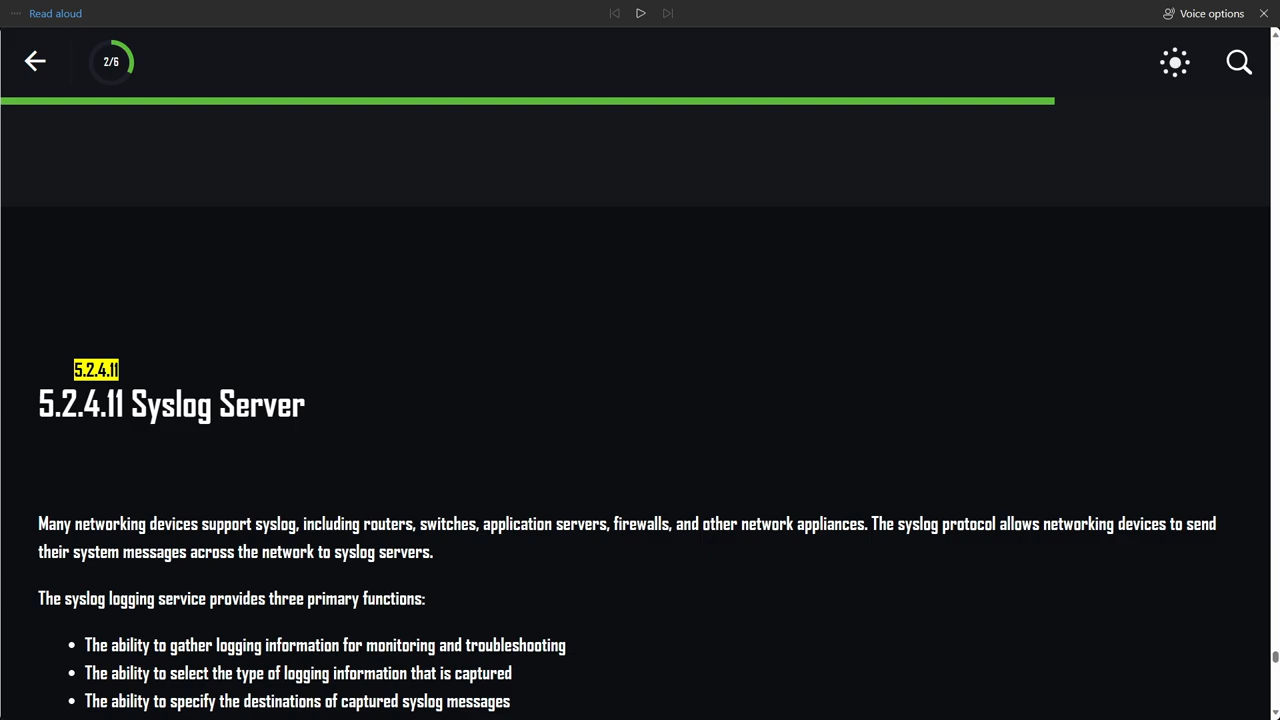 Read aloud
Voice options
2/6
5.2.4.11
5.2.4.11 Syslog Server
Many networking devices support syslog, including routers, switches, application servers, firewalls, and other network appliances. The syslog protocol allows networking devices to send
their system messages across the network to syslog servers.
The syslog logging service provides three primary functions:
• The ability to gather logging information for monitoring and troubleshooting
• The ability to select the type of logging information that is captured
• The ability to specify the destinations of captured syslog messages